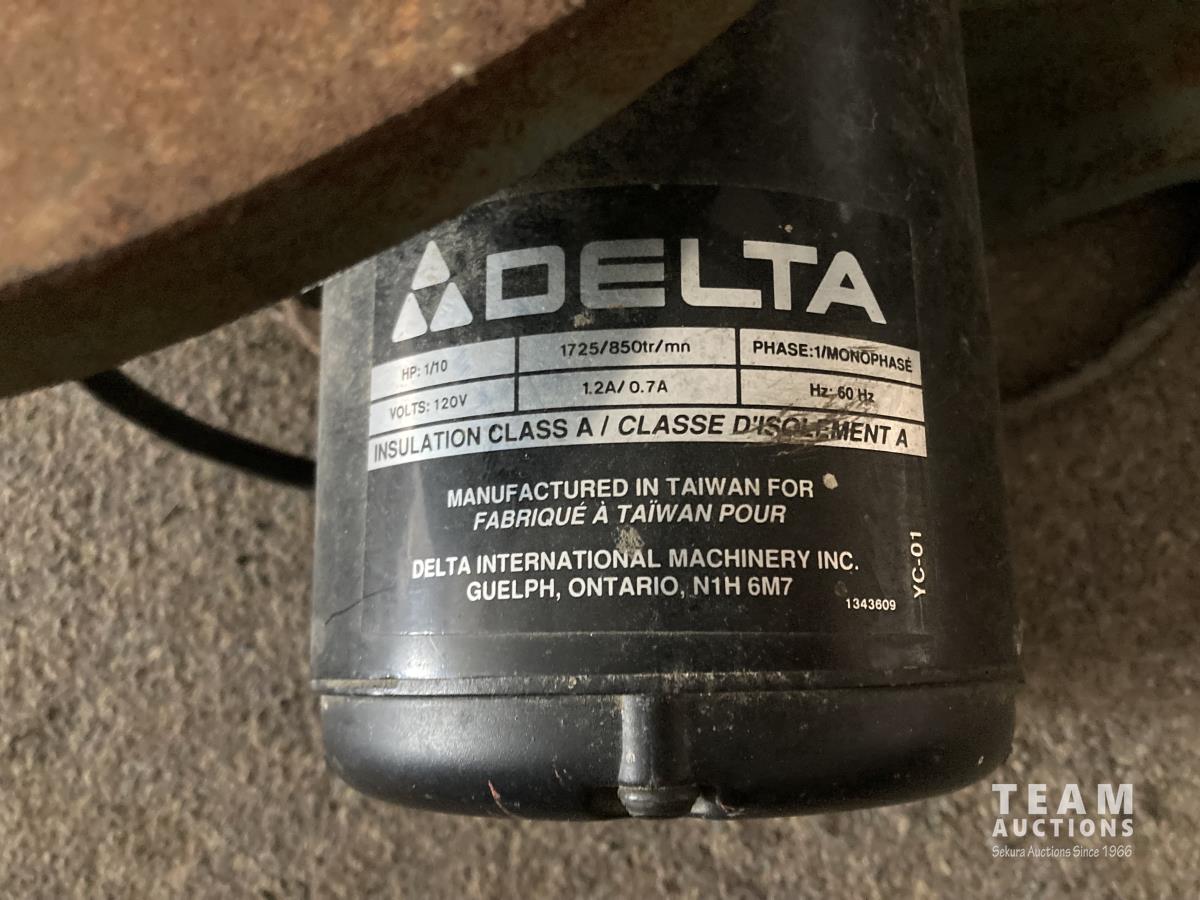 DELTA
HP: 1/10 1725/850tr/mn PHASE:1/MONOPHASÉ
VOLTS: 120V 1.2A/ 0.7A Hz: 60 Hz
INSULATION CLASS A / CLASSE D'ISOLEMENT A
MANUFACTURED IN TAIWAN FOR
FABRIQUÉ À TAÏWAN POUR
DELTA INTERNATIONAL MACHINERY INC.
GUELPH, ONTARIO, N1H 6M7
1343609
YC-01
TEAM
AUCTIONS
Sekura Auctions Since 1966